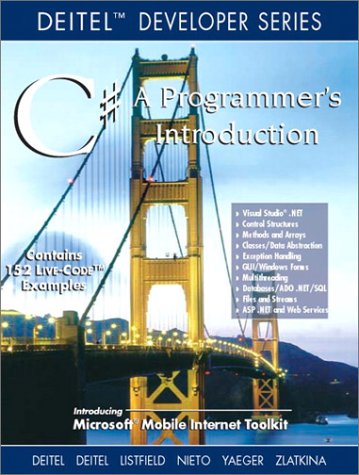 DEITEL™ DEVELOPER SERIES
C# A Programmer's
Introduction
» Visual Studio® .NET
» Control Structures
» Methods and Arrays
» Classes/Data Abstraction
» Exception Handling
» GUI/Windows Forms
» Multithreading
» Databases/ADO .NET/SQL
» Files and Streams
» ASP .NET and Web Services
Contains
152 LIVE-CODE™
Examples
Introducing
Microsoft® Mobile Internet Toolkit
DEITEL DEITEL LISTFIELD NIETO YAEGER ZLATKINA